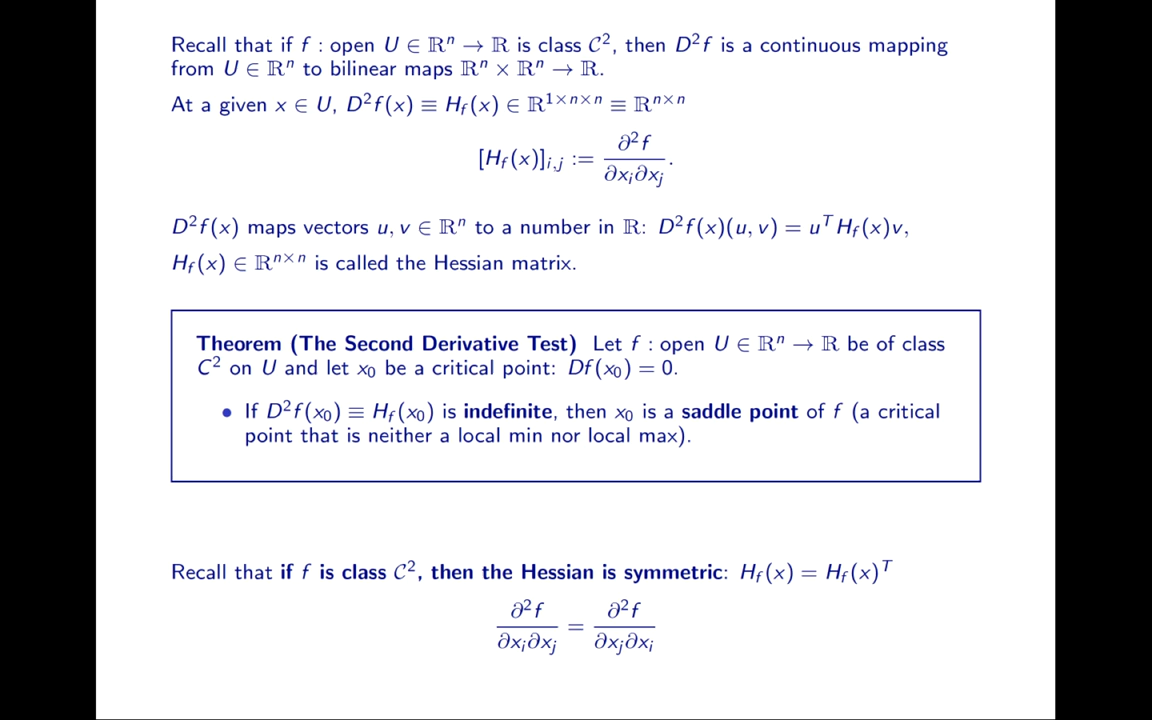 Recall that if f : open U ∈ ℝⁿ → ℝ is class 𝒞², then D²f is a continuous mapping
from U ∈ ℝⁿ to bilinear maps ℝⁿ × ℝⁿ → ℝ.
At a given x ∈ U, D²f(x) ≡ H_f(x) ∈ ℝ^{1×n×n} ≡ ℝ^{n×n}
[H_f(x)]_{i,j} := ∂²f / ∂x_i∂x_j.
D²f(x) maps vectors u, v ∈ ℝⁿ to a number in ℝ: D²f(x)(u, v) = u^T H_f(x)v,
H_f(x) ∈ ℝ^{n×n} is called the Hessian matrix.
Theorem (The Second Derivative Test) Let f : open U ∈ ℝⁿ → ℝ be of class
C² on U and let x₀ be a critical point: Df(x₀) = 0.
• If D²f(x₀) ≡ H_f(x₀) is indefinite, then x₀ is a saddle point of f (a critical
point that is neither a local min nor local max).
Recall that if f is class 𝒞², then the Hessian is symmetric: H_f(x) = H_f(x)^T
∂²f / ∂x_i∂x_j = ∂²f / ∂x_j∂x_i